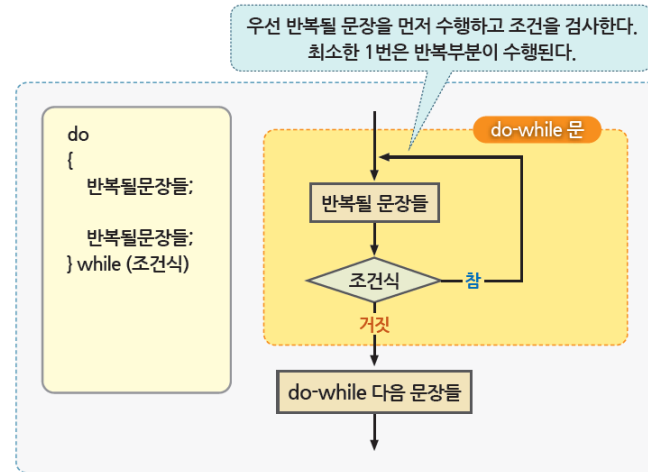 우선 반복될 문장을 먼저 수행하고 조건을 검사한다.
최소한 1번은 반복부분이 수행된다.
do
{
반복될문장들;
반복될문장들;
} while (조건식)
do-while 문
반복될 문장들
조건식
참
거짓
do-while 다음 문장들